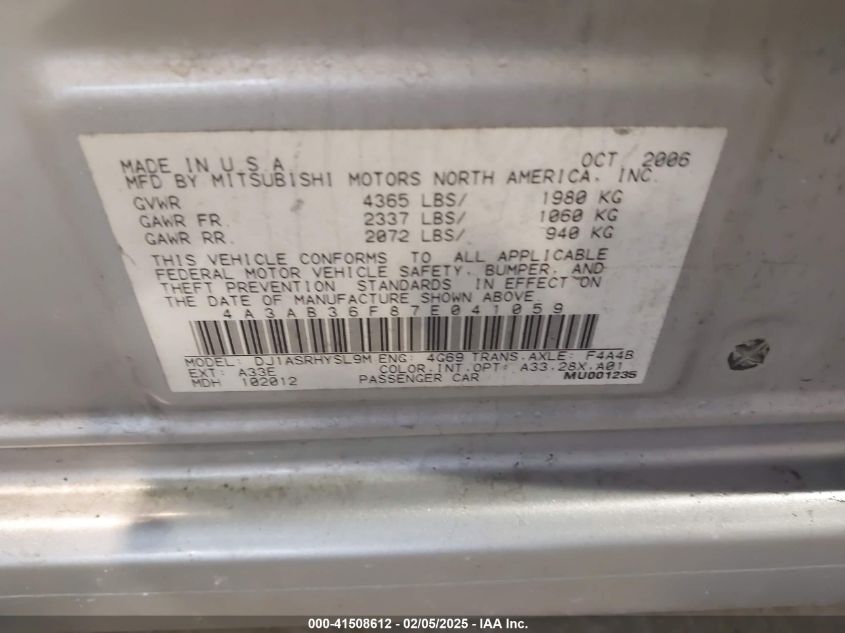 MADE IN U.S.A. OCT, 2006
MFD BY MITSUBISHI MOTORS NORTH AMERICA, INC.
GVWR 4365 LBS/ 1980 KG
GAWR FR. 2337 LBS/ 1060 KG
GAWR RR. 2072 LBS/ 940 KG
THIS VEHICLE CONFORMS TO ALL APPLICABLE
FEDERAL MOTOR VEHICLE SAFETY, BUMPER, AND
THEFT PREVENTION STANDARDS IN EFFECT ON
THE DATE OF MANUFACTURE SHOWN ABOVE.
4A3AB36F87E041059
MODEL: DJ1ASRHYSL9M ENG: 4G69 TRANS.AXLE: F4A4B
EXT: A33E COLOR.INT.OPT: A33.28X.A01
MDH 102012 PASSENGER CAR MU001235
000-41508612 - 02/05/2025 - IAA Inc.